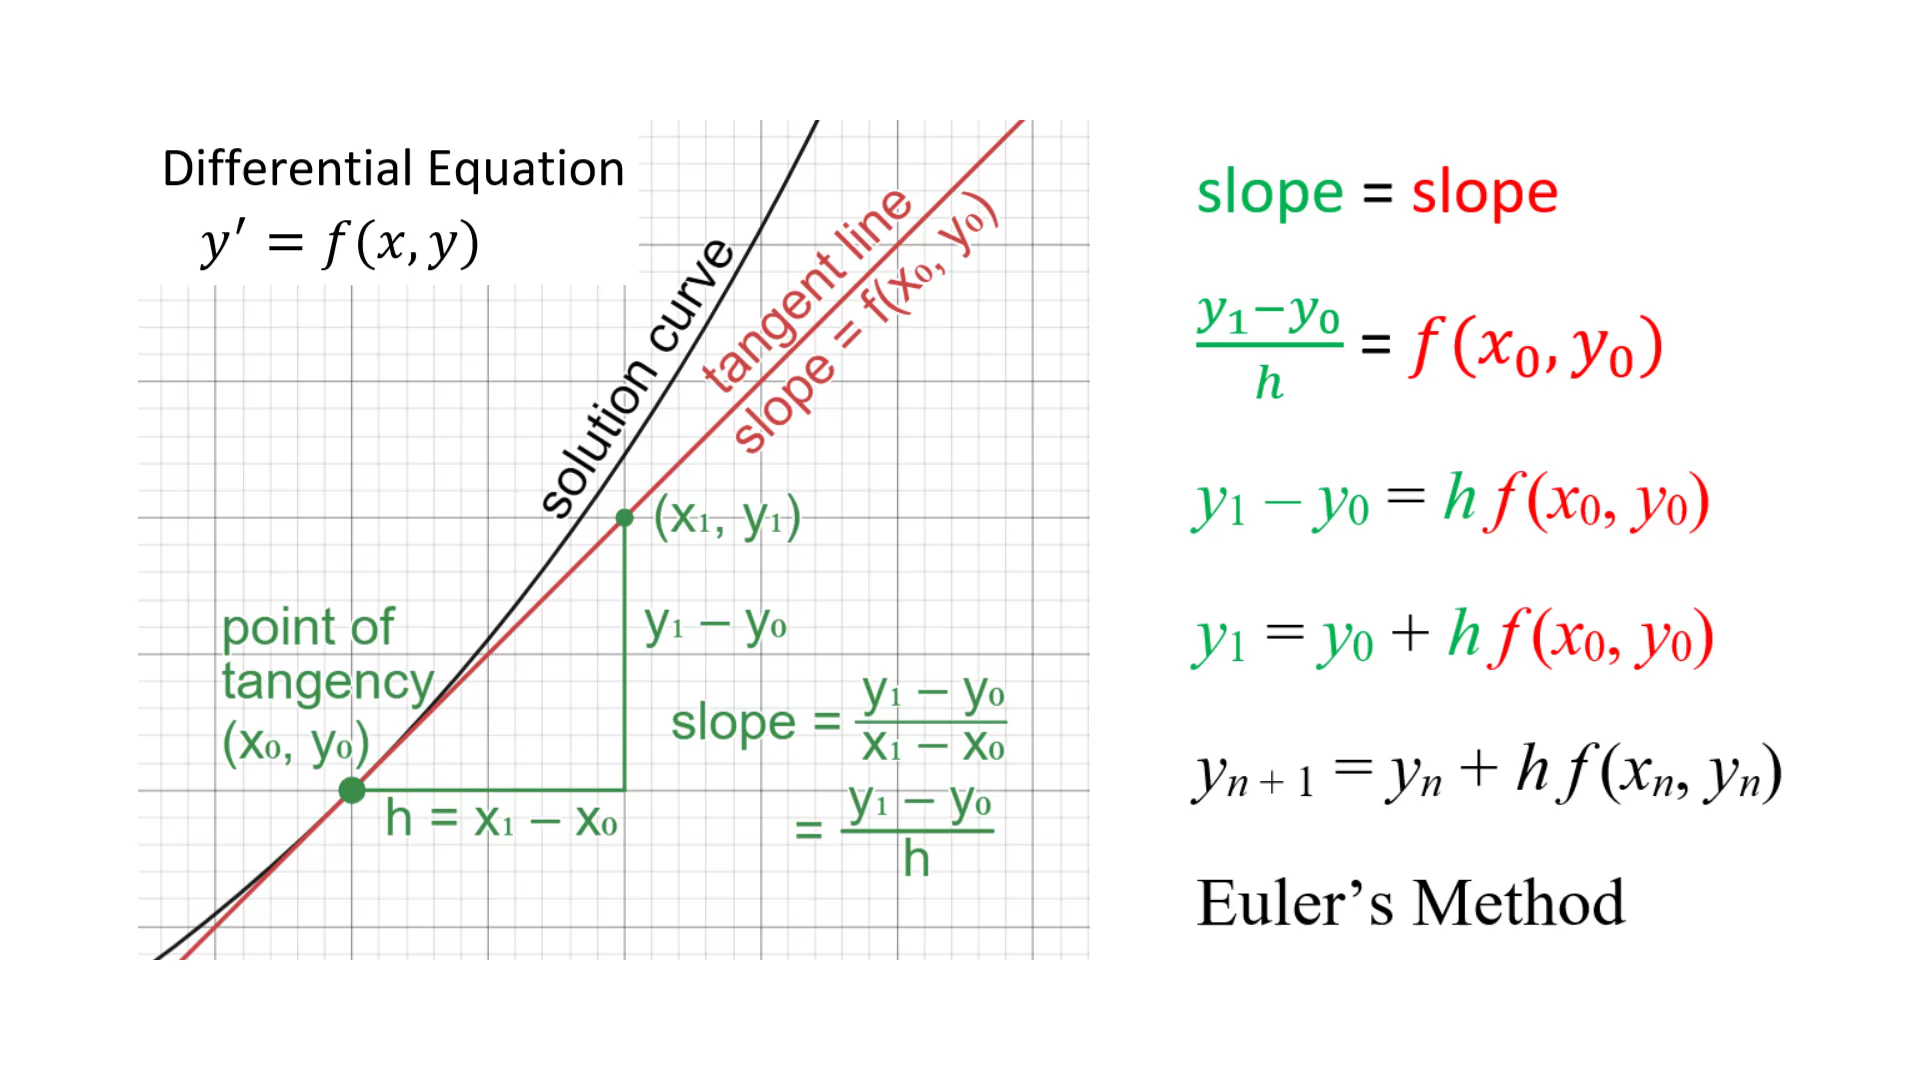 Differential Equation
y′ = f(x, y)
solution curve
tangent line
slope = f(x₀, y₀)
(x₁, y₁)
y₁ – y₀
point of
tangency
(x₀, y₀)
h = x₁ – x₀
slope = (y₁ – y₀)/(x₁ – x₀)
= (y₁ – y₀)/h
slope = slope
(y₁−y₀)/h = f(x₀, y₀)
y₁ – y₀ = h f(x₀, y₀)
y₁ = y₀ + h f(x₀, y₀)
yₙ ₊ ₁ = yₙ + h f(xₙ, yₙ)
Euler’s Method